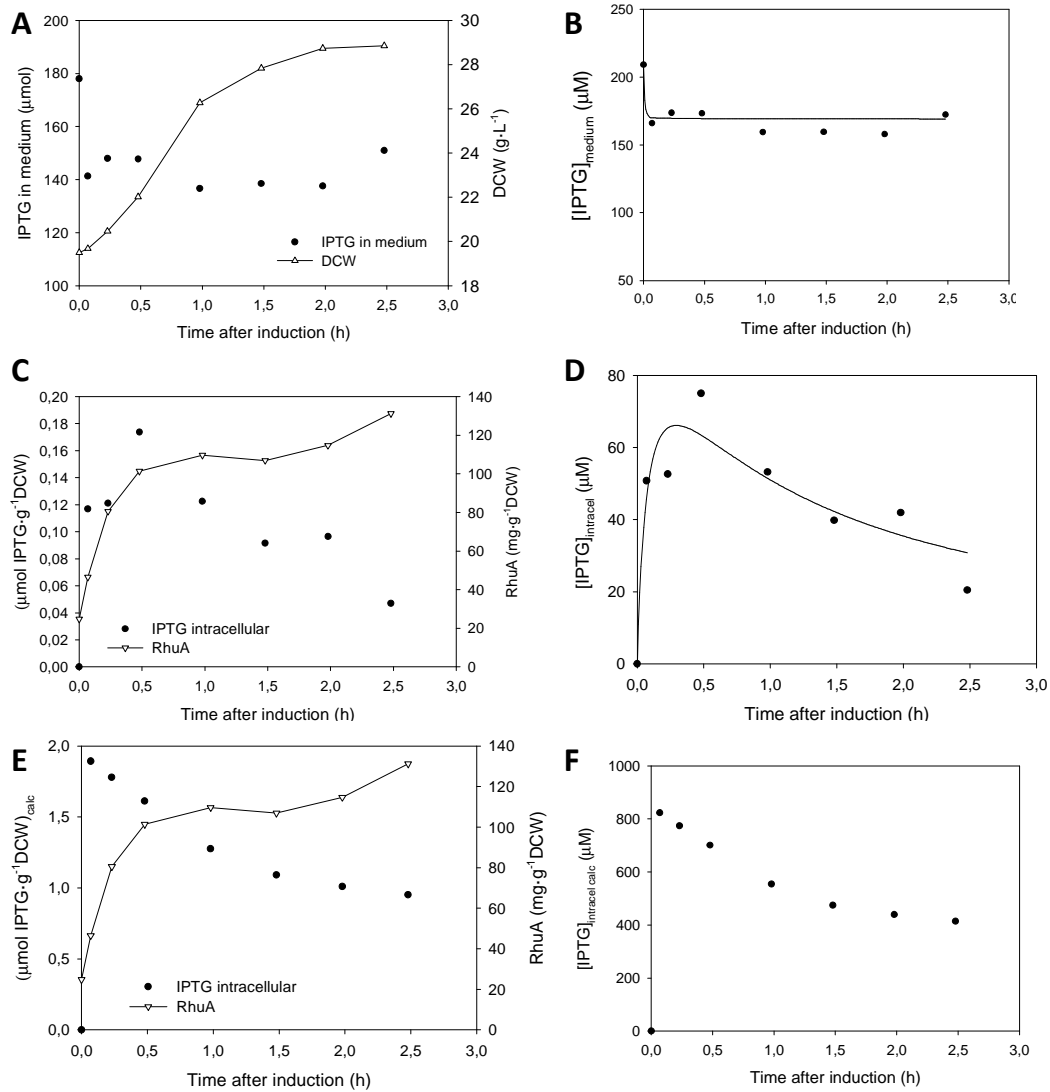 A
IPTG in medium (µmol)
200
180
160
140
120
100
30
28
26
24
22
20
18
DCW (g·L⁻¹)
IPTG in medium
DCW
0,0 0,5 1,0 1,5 2,0 2,5 3,0
Time after induction (h)
B
[IPTG]medium (µM)
250
200
150
100
50
0,0 0,5 1,0 1,5 2,0 2,5 3,0
Time after induction (h)
C
(µmol IPTG·g⁻¹DCW)
0,20
0,18
0,16
0,14
0,12
0,10
0,08
0,06
0,04
0,02
0,00
140
120
100
80
60
40
20
0
RhuA (mg·g⁻¹DCW)
IPTG intracellular
RhuA
0,0 0,5 1,0 1,5 2,0 2,5 3,0
Time after induction (h)
D
[IPTG]intracel (µM)
80
60
40
20
0
0,0 0,5 1,0 1,5 2,0 2,5 3,0
Time after induction (h)
E
(µmol IPTG·g⁻¹DCW)calc
2,0
1,5
1,0
0,5
0,0
140
120
100
80
60
40
20
0
RhuA (mg·g⁻¹DCW)
IPTG intracellular
RhuA
0,0 0,5 1,0 1,5 2,0 2,5 3,0
Time after induction (h)
F
[IPTG]intracel calc (µM)
1000
800
600
400
200
0
0,0 0,5 1,0 1,5 2,0 2,5 3,0
Time after induction (h)